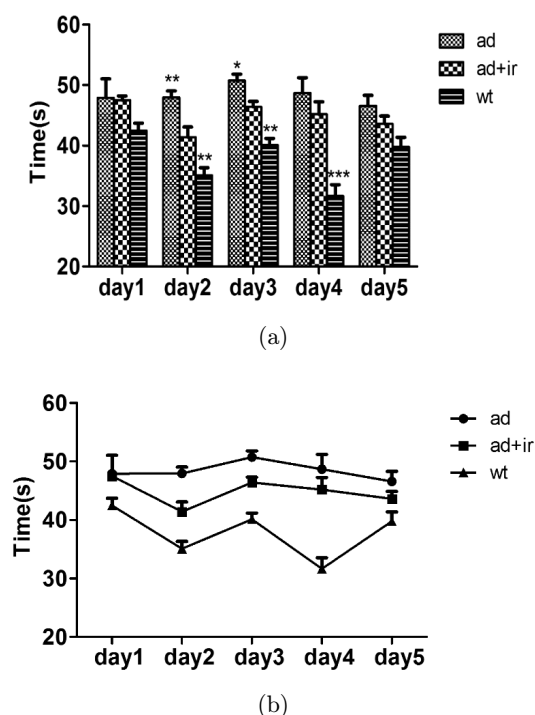 60
50
40
30
20
Time(s)
** * 
** ** ***
day1 day2 day3 day4 day5
ad
ad+ir
wt
(a)
60
50
40
30
20
Time(s)
day1 day2 day3 day4 day5
ad
ad+ir
wt
(b)